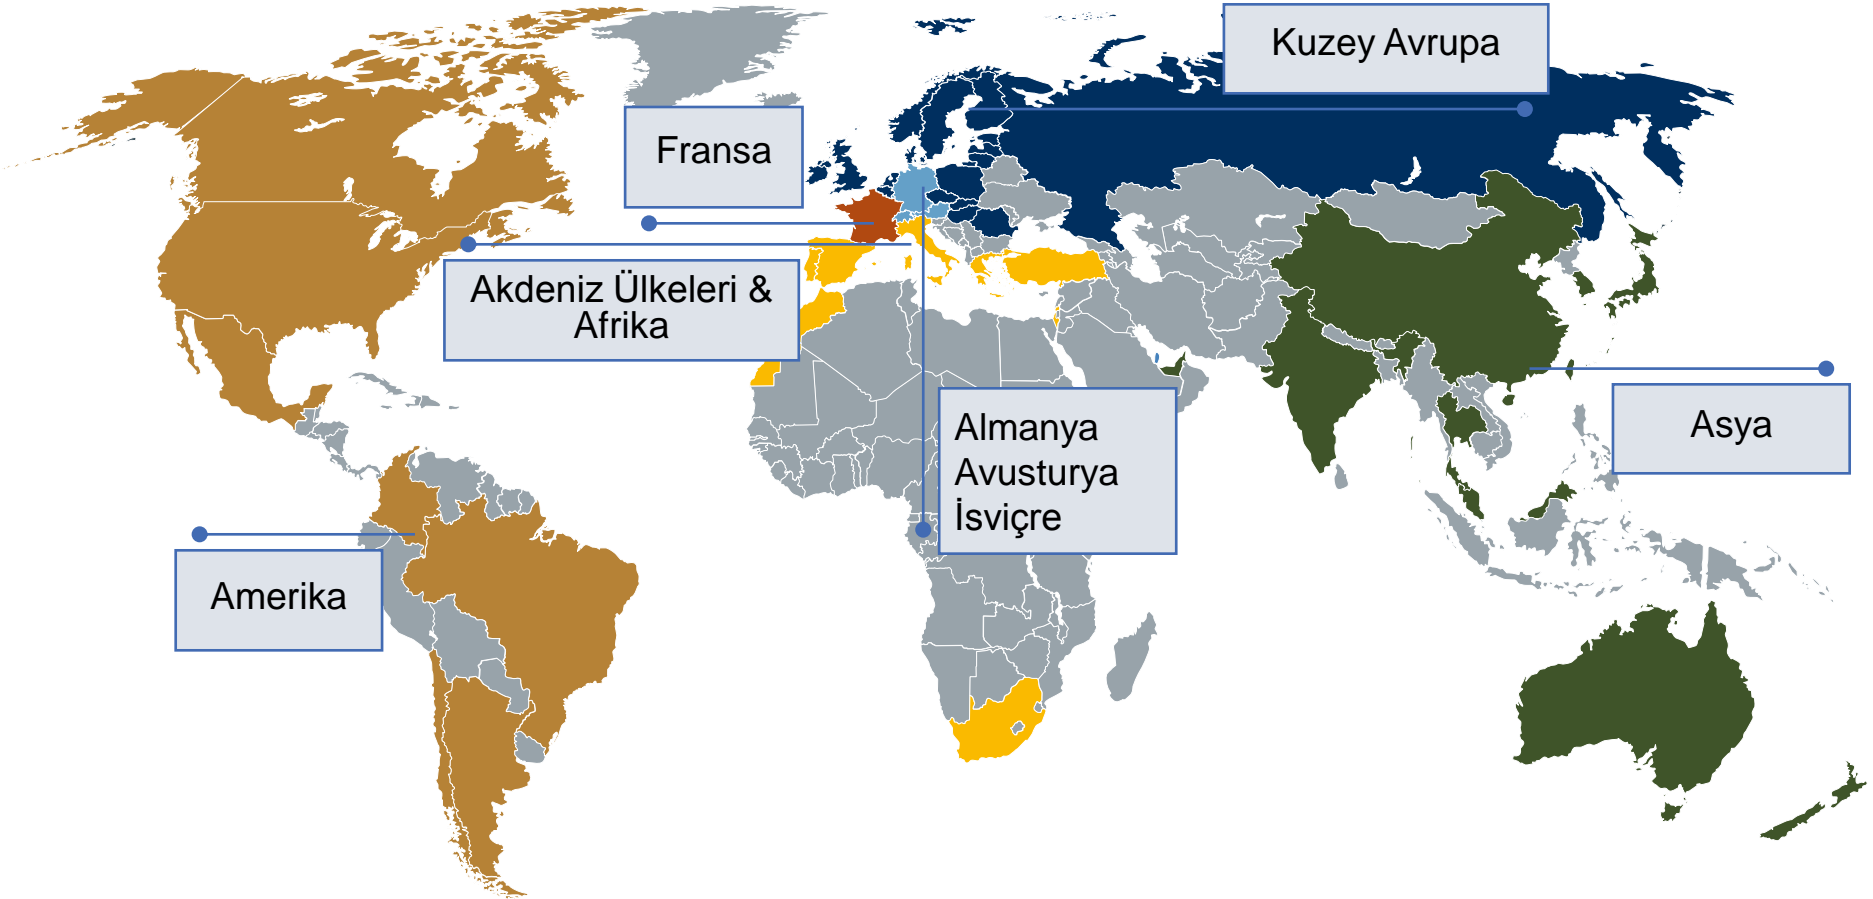 Kuzey Avrupa
Fransa
Akdeniz Ülkeleri &
Afrika
Almanya
Avusturya
İsviçre
Asya
Amerika